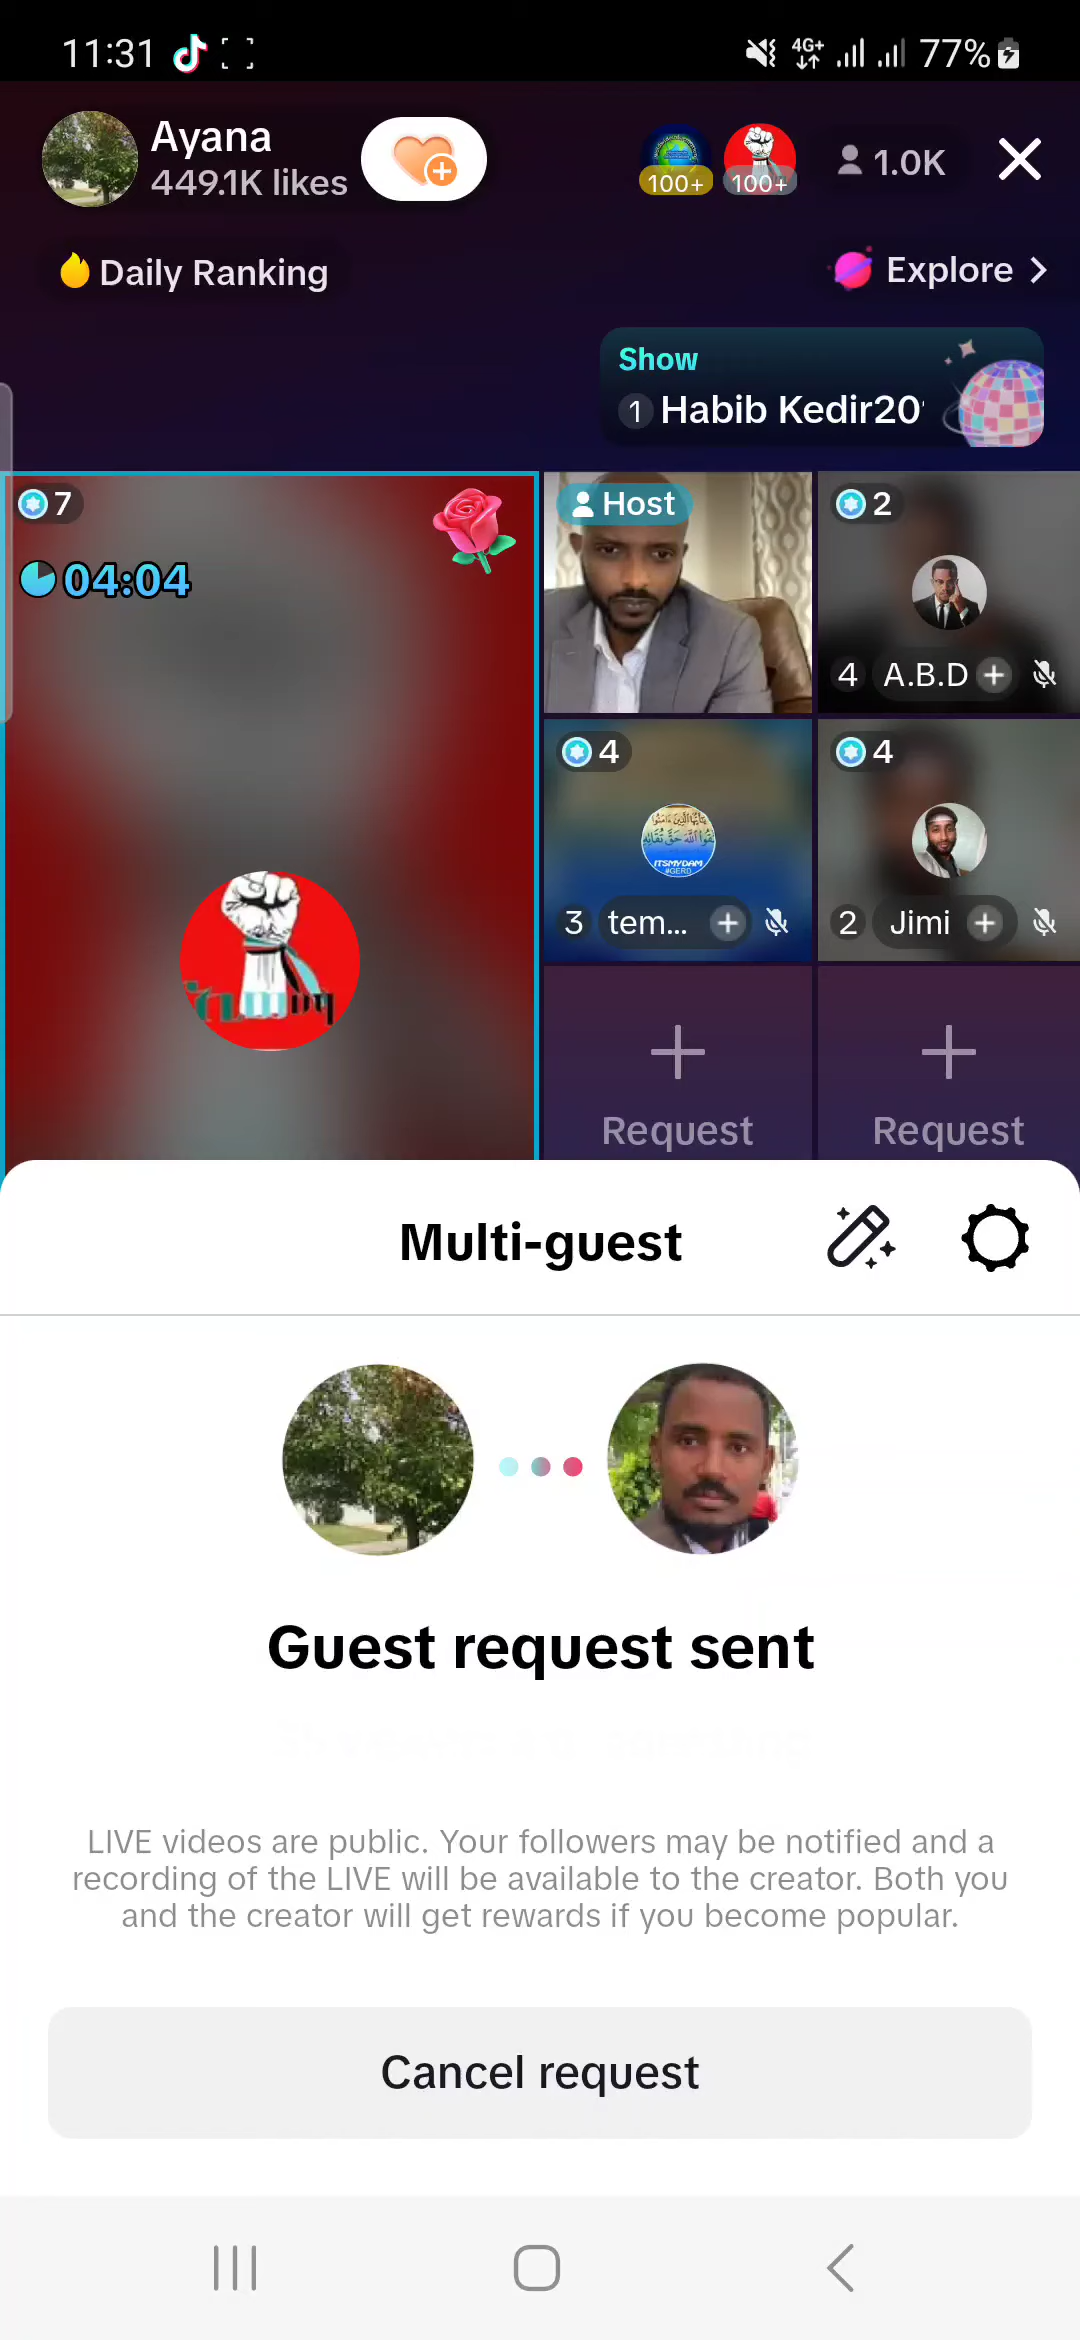 11:31
4G+
77%
Ayana
449.1K likes
100+
100+
1.0K
Daily Ranking
Explore
Show
1 Habib Kedir20
7
04:04
Host
2
4 A.B.D
4
ITSMYDAM
#GERD
3 tem...
4
2 Jimi
Request
Request
Multi-guest
Guest request sent
LIVE videos are public. Your followers may be notified and a
recording of the LIVE will be available to the creator. Both you
and the creator will get rewards if you become popular.
Cancel request